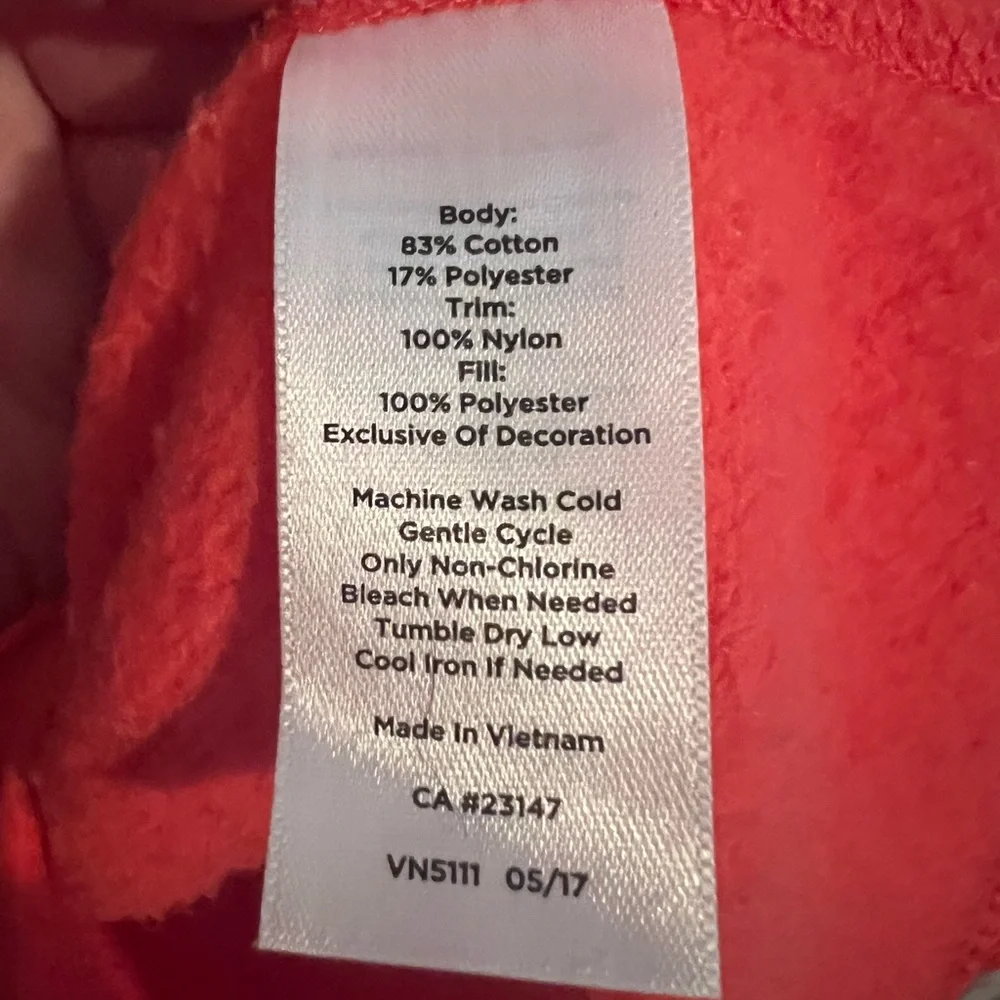 Body:
83% Cotton
17% Polyester
Trim:
100% Nylon
Fill:
100% Polyester
Exclusive Of Decoration
Machine Wash Cold
Gentle Cycle
Only Non-Chlorine
Bleach When Needed
Tumble Dry Low
Cool Iron If Needed
Made In Vietnam
CA #23147
VN5111 05/17